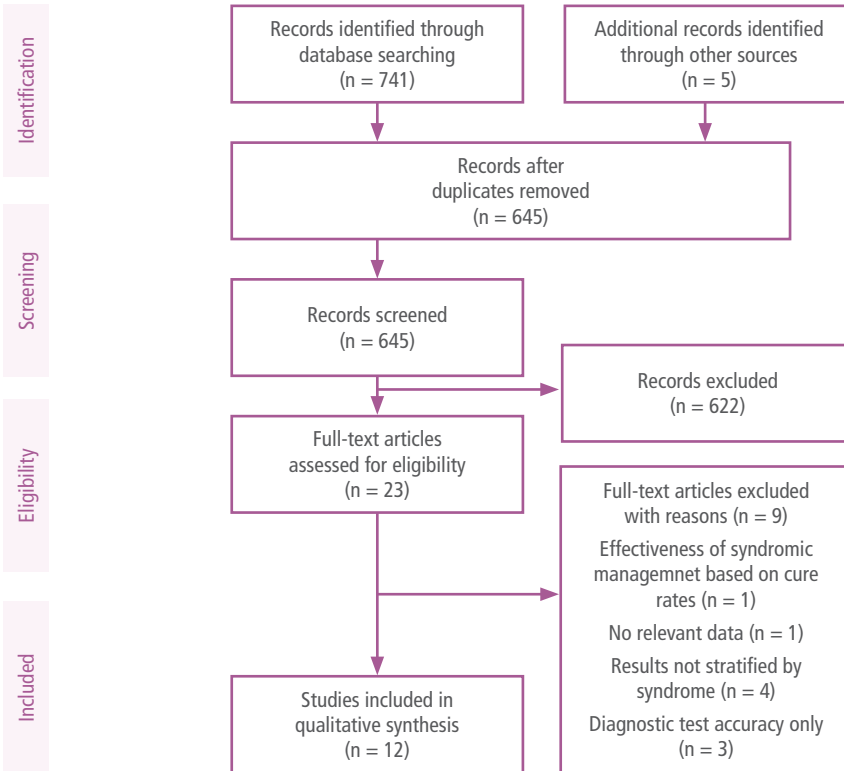 Identification
Records identified through
database searching
(n = 741)
Additional records identified
through other sources
(n = 5)
Records after
duplicates removed
(n = 645)
Screening
Records screened
(n = 645)
Records excluded
(n = 622)
Eligibility
Full-text articles
assessed for eligibility
(n = 23)
Full-text articles excluded
with reasons (n = 9)
Effectiveness of syndromic
managemnet based on cure
rates (n = 1)
No relevant data (n = 1)
Results not stratified by
syndrome (n = 4)
Diagnostic test accuracy only
(n = 3)
Included
Studies included in
qualitative synthesis
(n = 12)